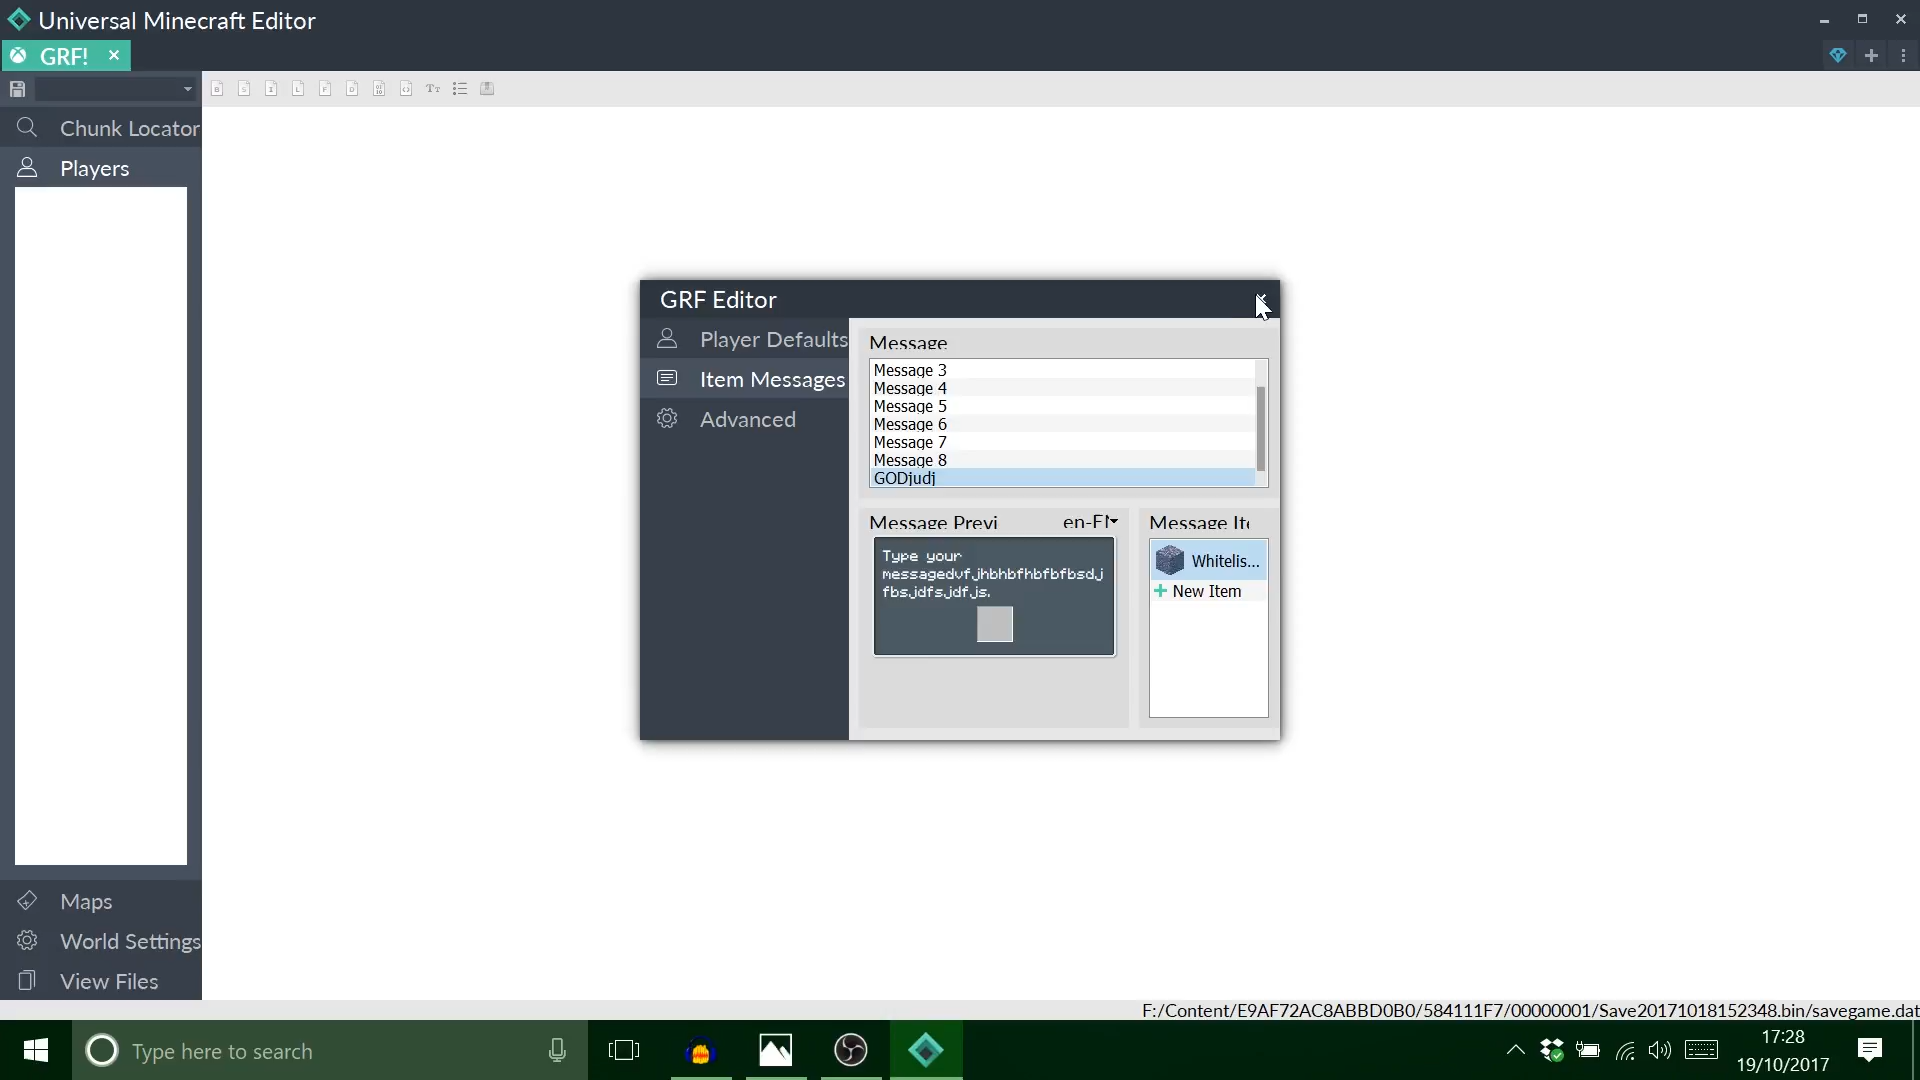 Universal Minecraft Editor
GRF!
Chunk Locator
Players
GRF Editor
Player Defaults
Item Messages
Advanced
Message
Message 3
Message 4
Message 5
Message 6
Message 7
Message 8
GODjudj
Message Previ
Type your
messagedvfjhbhbfhbfbfbsdj
fbsjdfsjdfjs.
Message
Whitelis...
New Item
Maps
World Settings
View Files
F:/Content/E9AF72AC8ABBD0B0/584111F7/00000001/Save20171018152348.bin/savegame.dat
Type here to search
17:28
19/10/2017